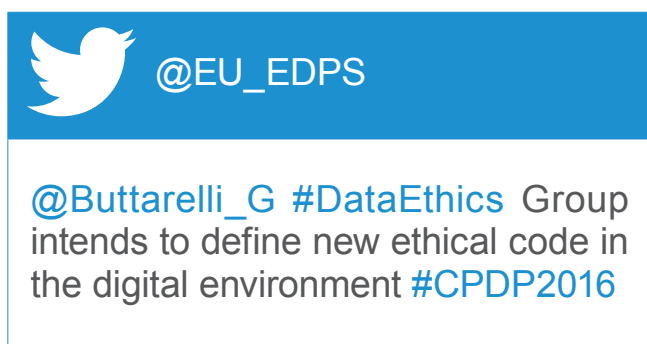 @EU_EDPS
@Buttarelli_G #DataEthics Group
intends to define new ethical code in
the digital environment #CPDP2016